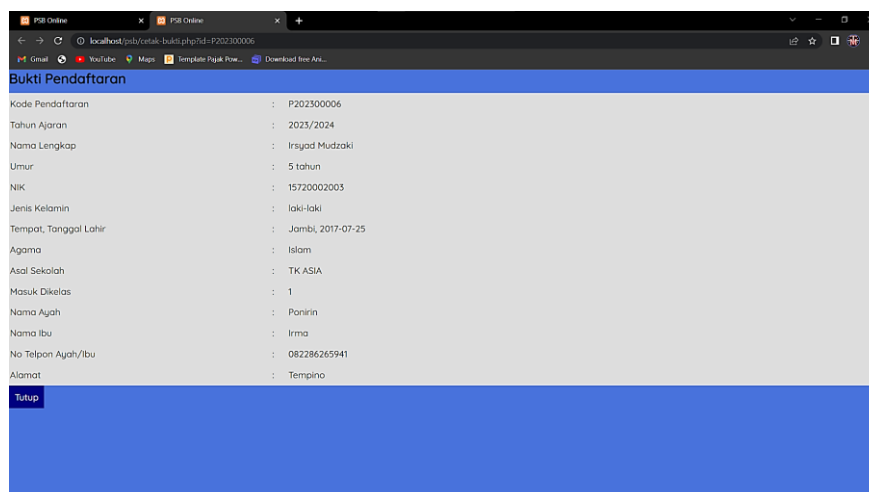 PSB Online PSB Online
localhost/psb/cetak-bukti.php?id=P202300006
Gmail YouTube Maps Template Pajak Pow... Download free Ani...
Bukti Pendaftaran
Kode Pendaftaran : P202300006
Tahun Ajaran : 2023/2024
Nama Lengkap : Irsyad Mudzaki
Umur : 5 tahun
NIK : 15720002003
Jenis Kelamin : laki-laki
Tempat, Tanggal Lahir : Jambi, 2017-07-25
Agama : Islam
Asal Sekolah : TK ASIA
Masuk Dikelas : 1
Nama Ayah : Ponirin
Nama Ibu : Irma
No Telpon Ayah/Ibu : 082286265941
Alamat : Tempino
Tutup